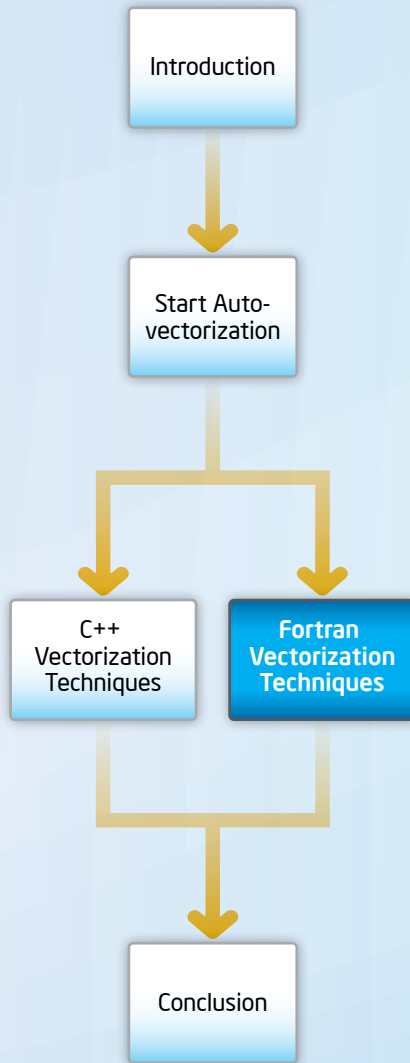 Introduction
Start Auto-
vectorization
C++
Vectorization
Techniques
Fortran
Vectorization
Techniques
Conclusion